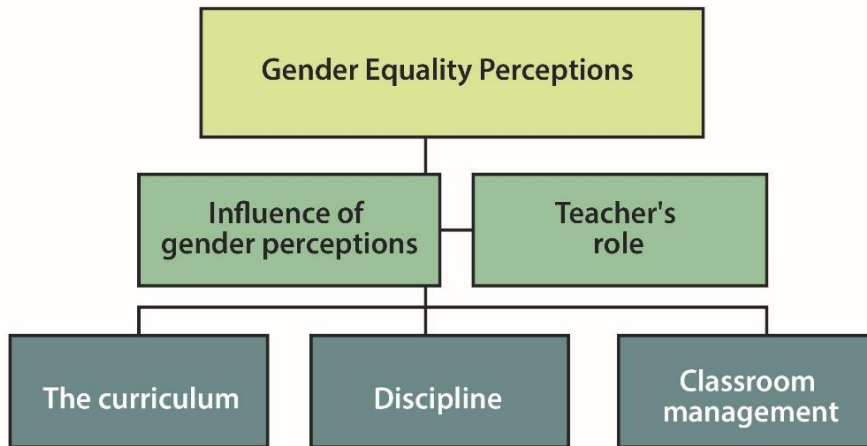 Gender Equality Perceptions
Influence of
gender perceptions
Teacher's
role
The curriculum
Discipline
Classroom
management